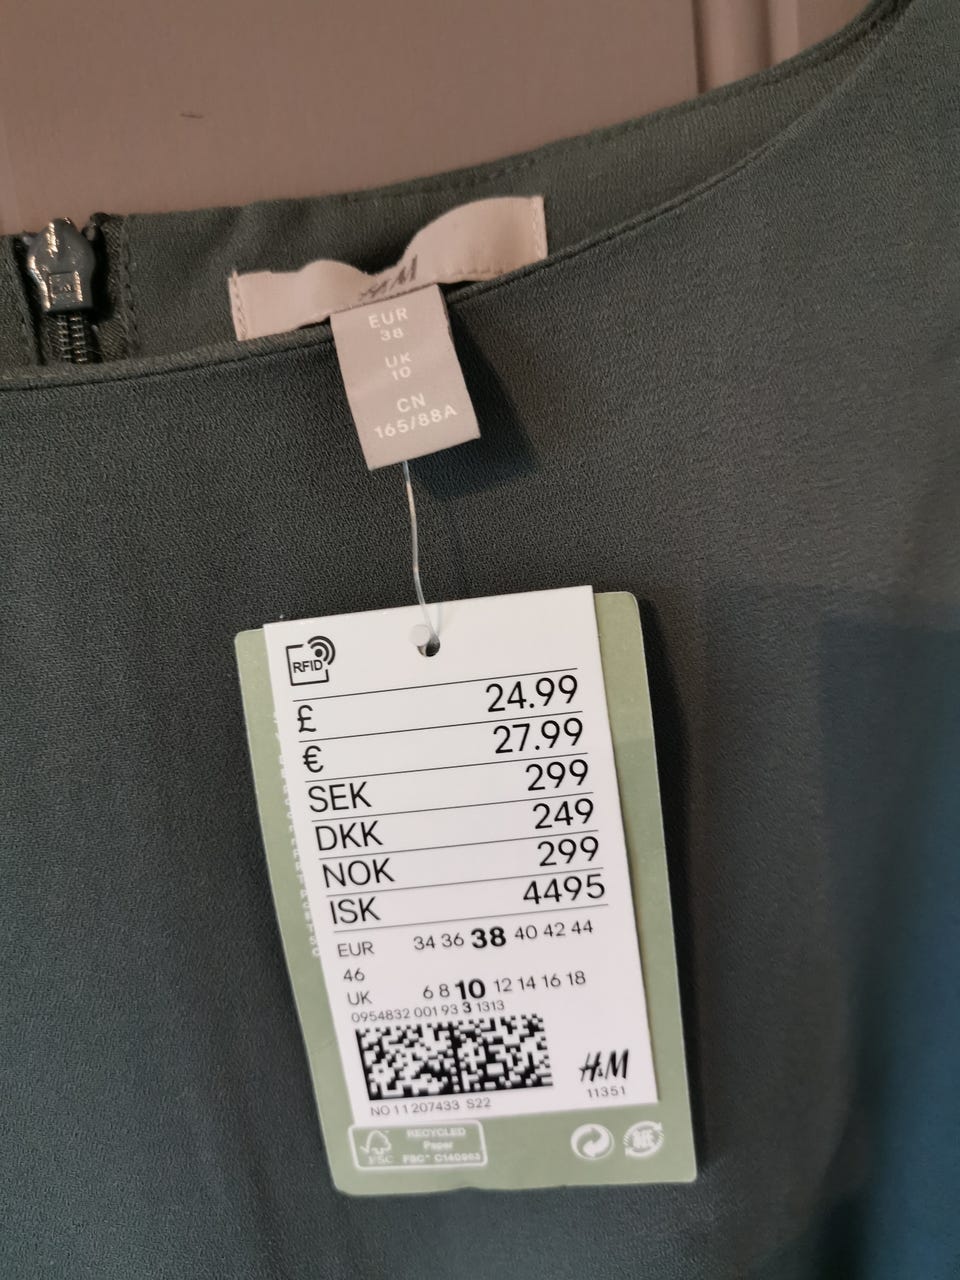 H&M
EUR
38
UK
10
CN
165/88A
RFID
£ 24.99
€ 27.99
SEK 299
DKK 249
NOK 299
ISK 4495
EUR 34 36 38 40 42 44
46
UK 6 8 10 12 14 16 18
0954832 001 93 3 1313
H&M
11351
NO 11 207433 S22
RECYCLED
Paper
FSC FSC™ C140963